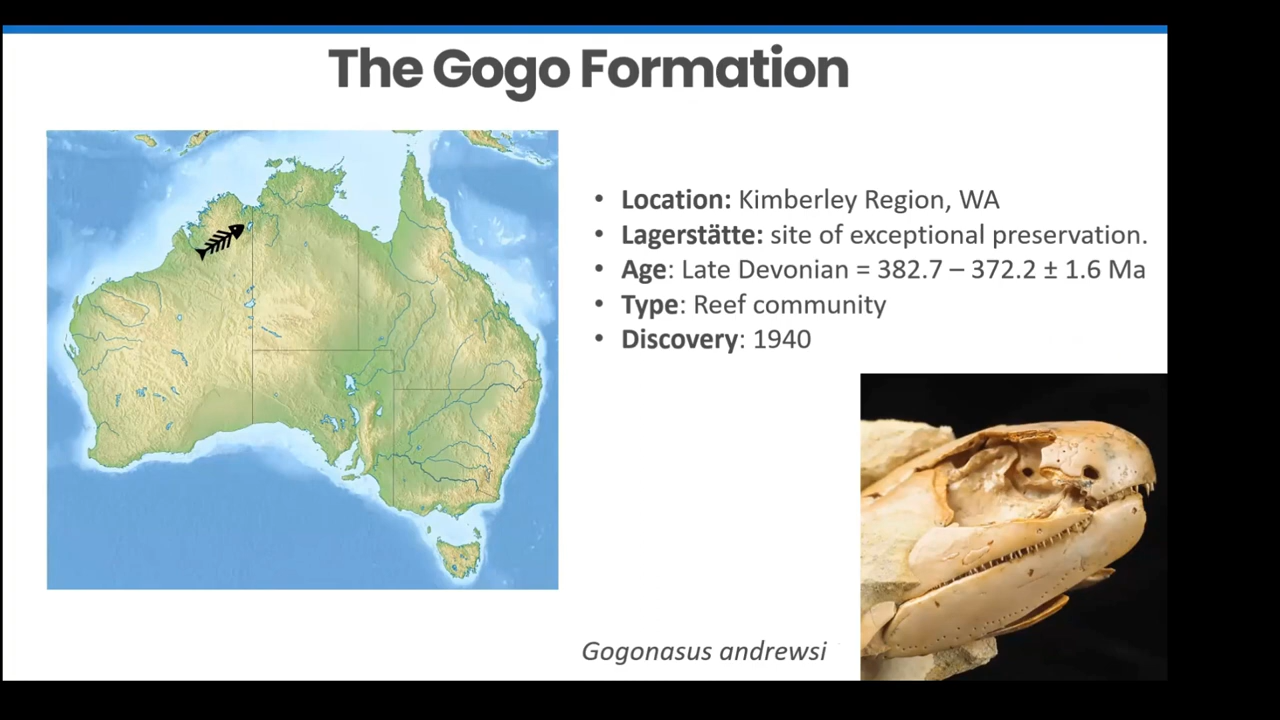 The Gogo Formation
• Location: Kimberley Region, WA
• Lagerstätte: site of exceptional preservation.
• Age: Late Devonian = 382.7 – 372.2 ± 1.6 Ma
• Type: Reef community
• Discovery: 1940
Gogonasus andrewsi